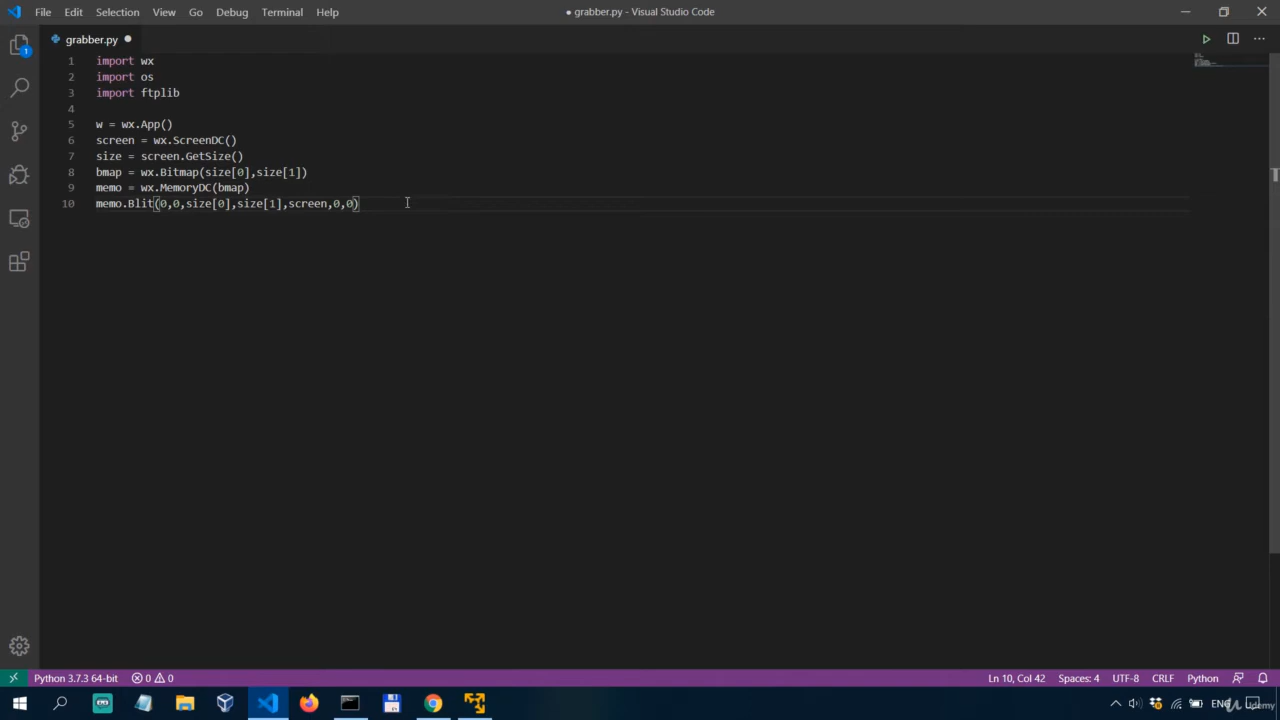 File Edit Selection View Go Debug Terminal Help
● grabber.py - Visual Studio Code
grabber.py
1 import wx
2 import os
3 import ftplib
4
5 w = wx.App()
6 screen = wx.ScreenDC()
7 size = screen.GetSize()
8 bmap = wx.Bitmap(size[0],size[1])
9 memo = wx.MemoryDC(bmap)
10 memo.Blit(0,0,size[0],size[1],screen,0,0)
1
Python 3.7.3 64-bit 0 0 Ln 10, Col 42 Spaces: 4 UTF-8 CRLF Python
ENG
Udemy